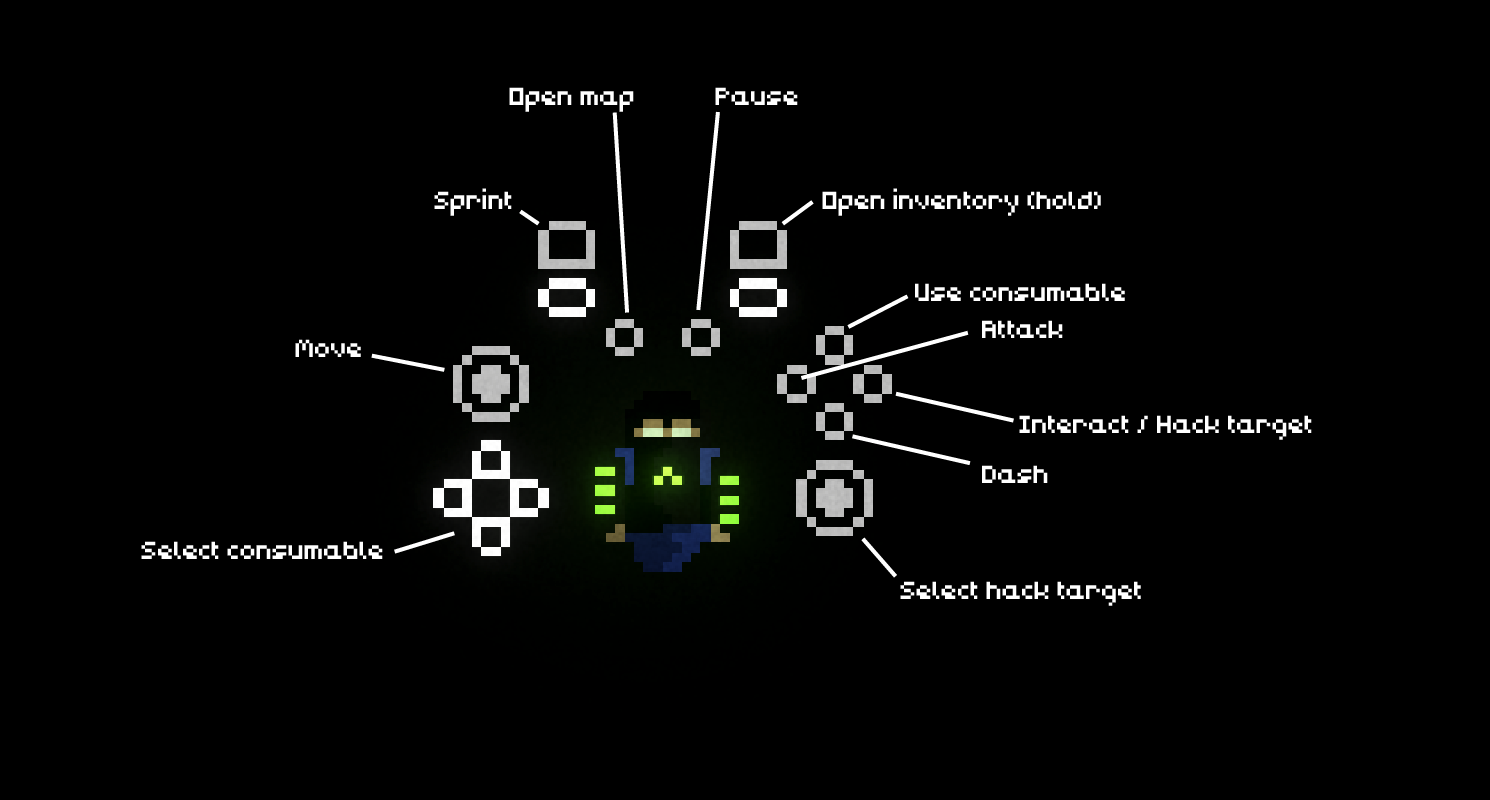 Open map
Pause
Sprint
Open inventory (hold)
Use consumable
Attack
Move
Interact / Hack target
Dash
Select consumable
Select hack target